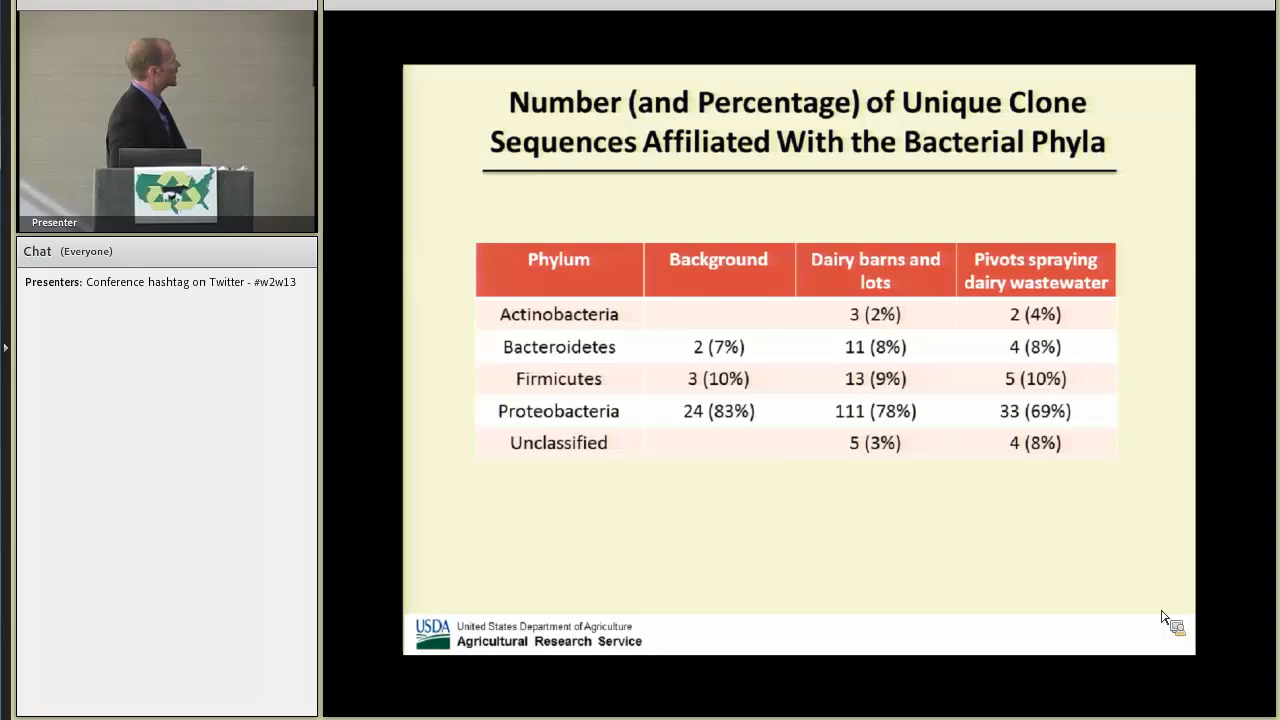 Presenter
Chat (Everyone)
Presenters: Conference hashtag on Twitter - #w2w13
Number (and Percentage) of Unique Clone
Sequences Affiliated With the Bacterial Phyla
Phylum Background Dairy barns and lots Pivots spraying dairy wastewater
Actinobacteria 3 (2%) 2 (4%)
Bacteroidetes 2 (7%) 11 (8%) 4 (8%)
Firmicutes 3 (10%) 13 (9%) 5 (10%)
Proteobacteria 24 (83%) 111 (78%) 33 (69%)
Unclassified 5 (3%) 4 (8%)
USDA
United States Department of Agriculture
Agricultural Research Service